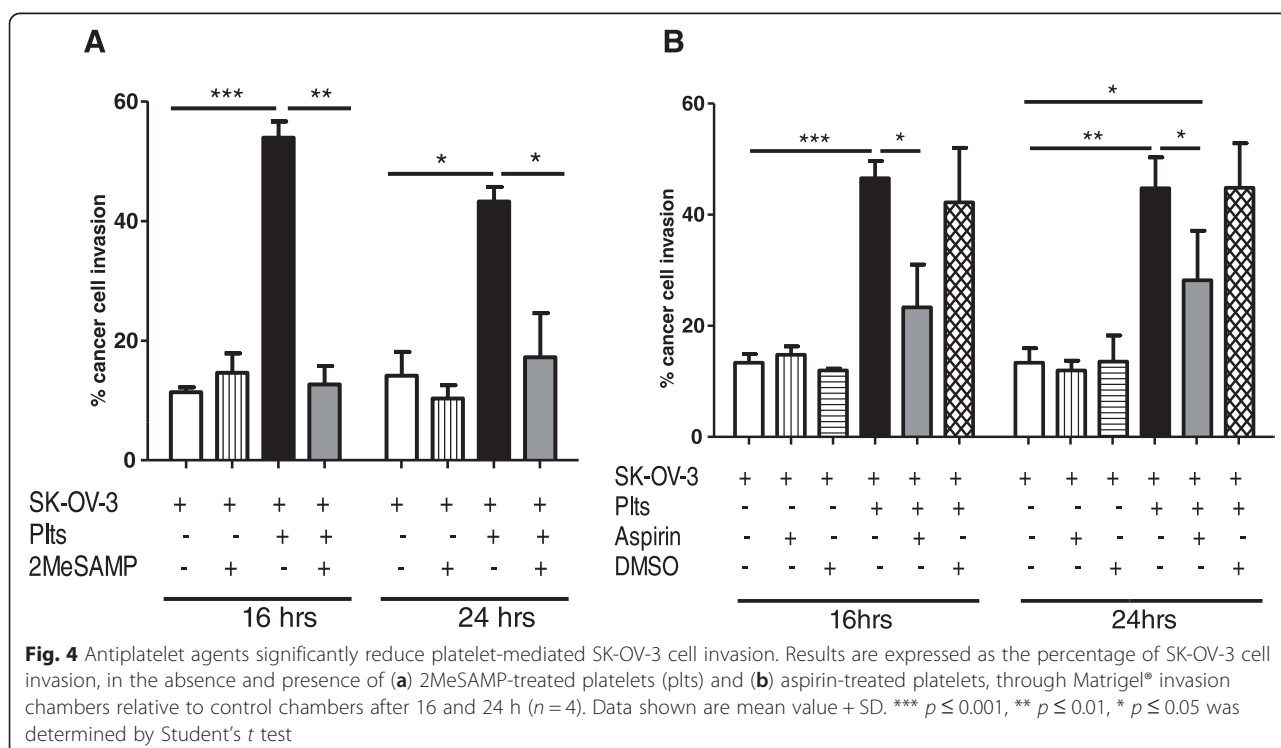 A
% cancer cell invasion
60
40
20
0
*** **
* *
SK-OV-3 + + + + + + + +
Plts - - + + - - + +
2MeSAMP - + - + - + - +
16 hrs 24 hrs
B
% cancer cell invasion
60
40
20
0
*** *
*
** *
SK-OV-3 + + + + + + + + + + + +
Plts - - - + + + - - - + + +
Aspirin - + - - + - - + - - + -
DMSO - - + - - + - - + - - +
16hrs 24hrs
Fig. 4 Antiplatelet agents significantly reduce platelet-mediated SK-OV-3 cell invasion. Results are expressed as the percentage of SK-OV-3 cell
invasion, in the absence and presence of (a) 2MeSAMP-treated platelets (plts) and (b) aspirin-treated platelets, through Matrigel® invasion
chambers relative to control chambers after 16 and 24 h (n = 4). Data shown are mean value + SD. *** p ≤ 0.001, ** p ≤ 0.01, * p ≤ 0.05 was
determined by Student's t test